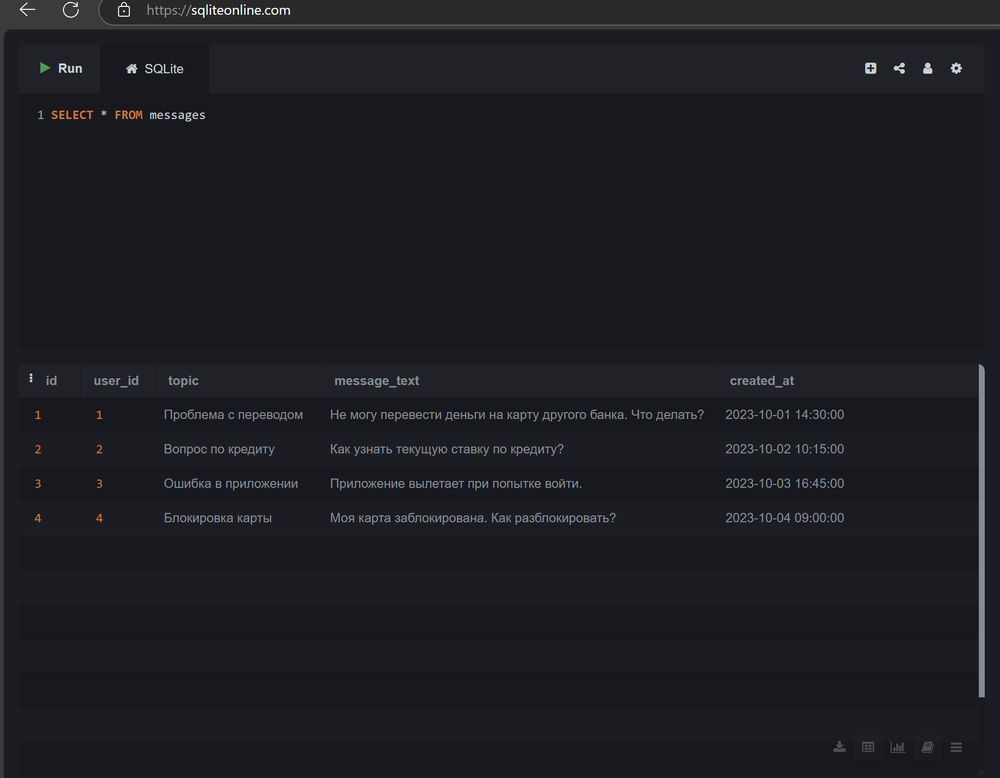 https://sqliteonline.com
Run
SQLite
1 SELECT * FROM messages
id user_id topic message_text created_at
1 1 Проблема с переводом Не могу перевести деньги на карту другого банка. Что делать? 2023-10-01 14:30:00
2 2 Вопрос по кредиту Как узнать текущую ставку по кредиту? 2023-10-02 10:15:00
3 3 Ошибка в приложении Приложение вылетает при попытке войти. 2023-10-03 16:45:00
4 4 Блокировка карты Моя карта заблокирована. Как разблокировать? 2023-10-04 09:00:00